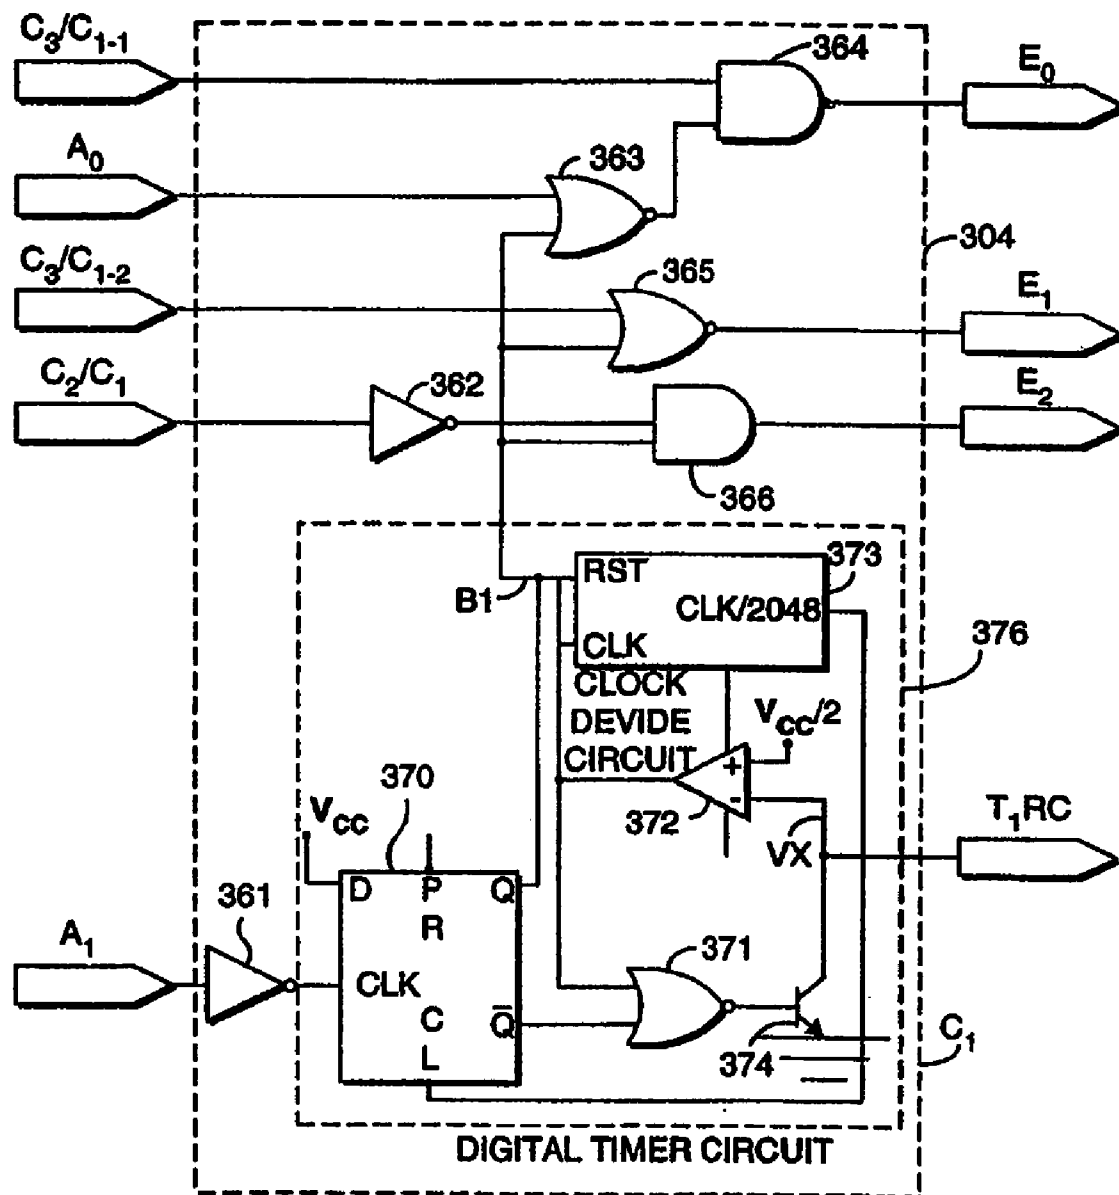 C3/C1-1
364
E0
A0
363
304
C3/C1-2
365
E1
C2/C1
362
E2
366
RST
373
B1
CLK/2048
376
CLK
CLOCK
DEVIDE
CIRCUIT
VCC/2
+
-
370
372
VCC
T1RC
VX
D
P
Q
R
361
A1
371
CLK
C
Q̅
L
374
C1
DIGITAL TIMER CIRCUIT